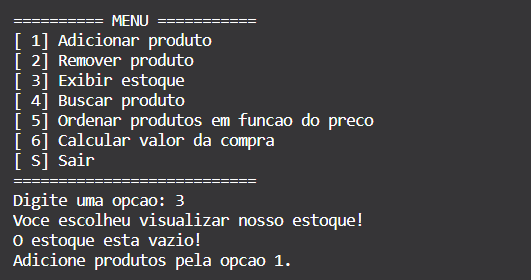 ========== MENU ===========
[ 1] Adicionar produto
[ 2] Remover produto
[ 3] Exibir estoque
[ 4] Buscar produto
[ 5] Ordenar produtos em funcao do preco
[ 6] Calcular valor da compra
[ S] Sair
===========================
Digite uma opcao: 3
Voce escolheu visualizar nosso estoque!
O estoque esta vazio!
Adicione produtos pela opcao 1.